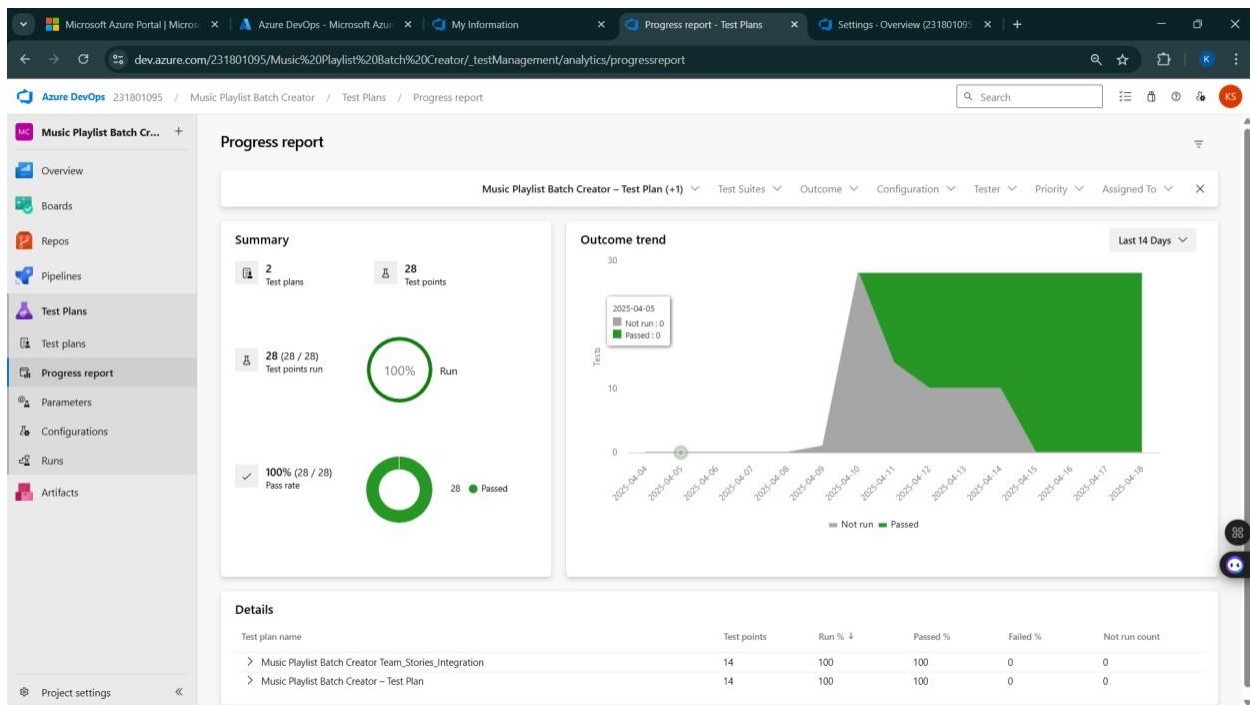 Microsoft Azure Portal | Micros
Azure DevOps - Microsoft Azur
My Information
Progress report - Test Plans
Settings · Overview (231801095
dev.azure.com/231801095/Music%20Playlist%20Batch%20Creator/_testManagement/analytics/progressreport
K
Azure DevOps 231801095 / Music Playlist Batch Creator / Test Plans / Progress report
Search
KS
MC Music Playlist Batch Cr... +
Overview
Boards
Repos
Pipelines
Test Plans
Test plans
Progress report
Parameters
Configurations
Runs
Artifacts
Project settings
Progress report
Music Playlist Batch Creator – Test Plan (+1) Test Suites Outcome Configuration Tester Priority Assigned To
Summary
2
Test plans
28
Test points
28 (28 / 28)
Test points run
100% Run
100% (28 / 28)
Pass rate
28 Passed
Outcome trend
Last 14 Days
30
10
0
Tests
2025-04-05
Not run : 0
Passed : 0
2025-04-04
2025-04-05
2025-04-06
2025-04-07
2025-04-08
2025-04-09
2025-04-10
2025-04-11
2025-04-12
2025-04-13
2025-04-14
2025-04-15
2025-04-16
2025-04-17
2025-04-18
Not run Passed
Details
Test plan name Test points Run % ↓ Passed % Failed % Not run count
Music Playlist Batch Creator Team_Stories_Integration 14 100 100 0 0
Music Playlist Batch Creator – Test Plan 14 100 100 0 0